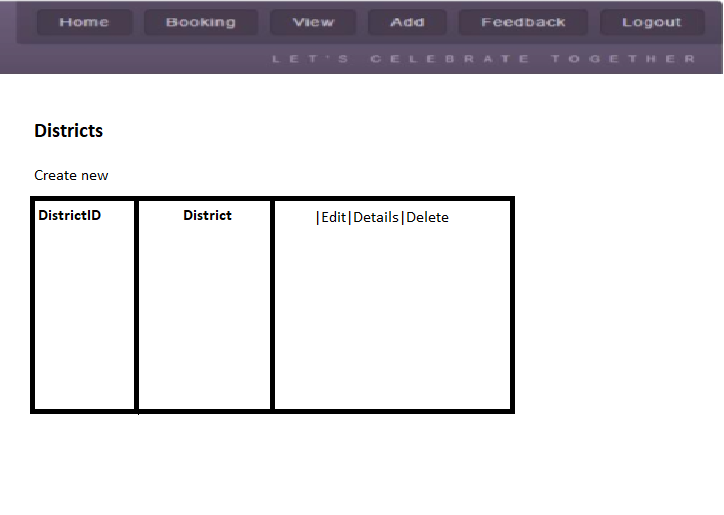 Home Booking View Add Feedback Logout
LET'S CELEBRATE TOGETHER
Districts
Create new
DistrictID District |Edit|Details|Delete